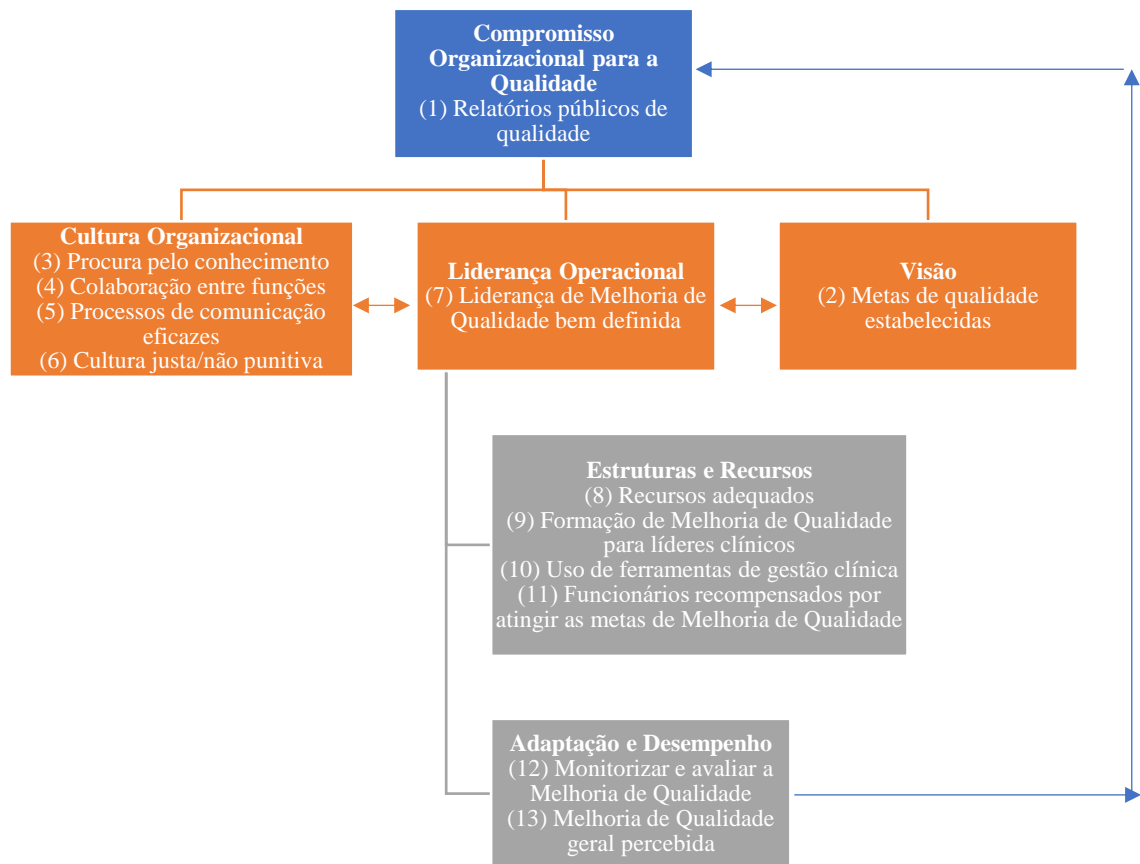 Compromisso
Organizacional para a
Qualidade
(1) Relatórios públicos de
qualidade
Cultura Organizacional
(3) Procura pelo conhecimento
(4) Colaboração entre funções
(5) Processos de comunicação
eficazes
(6) Cultura justa/não punitiva
Liderança Operacional
(7) Liderança de Melhoria de
Qualidade bem definida
Visão
(2) Metas de qualidade
estabelecidas
Estruturas e Recursos
(8) Recursos adequados
(9) Formação de Melhoria de Qualidade
para líderes clínicos
(10) Uso de ferramentas de gestão clínica
(11) Funcionários recompensados por
atingir as metas de Melhoria de Qualidade
Adaptação e Desempenho
(12) Monitorizar e avaliar a
Melhoria de Qualidade
(13) Melhoria de Qualidade
geral percebida